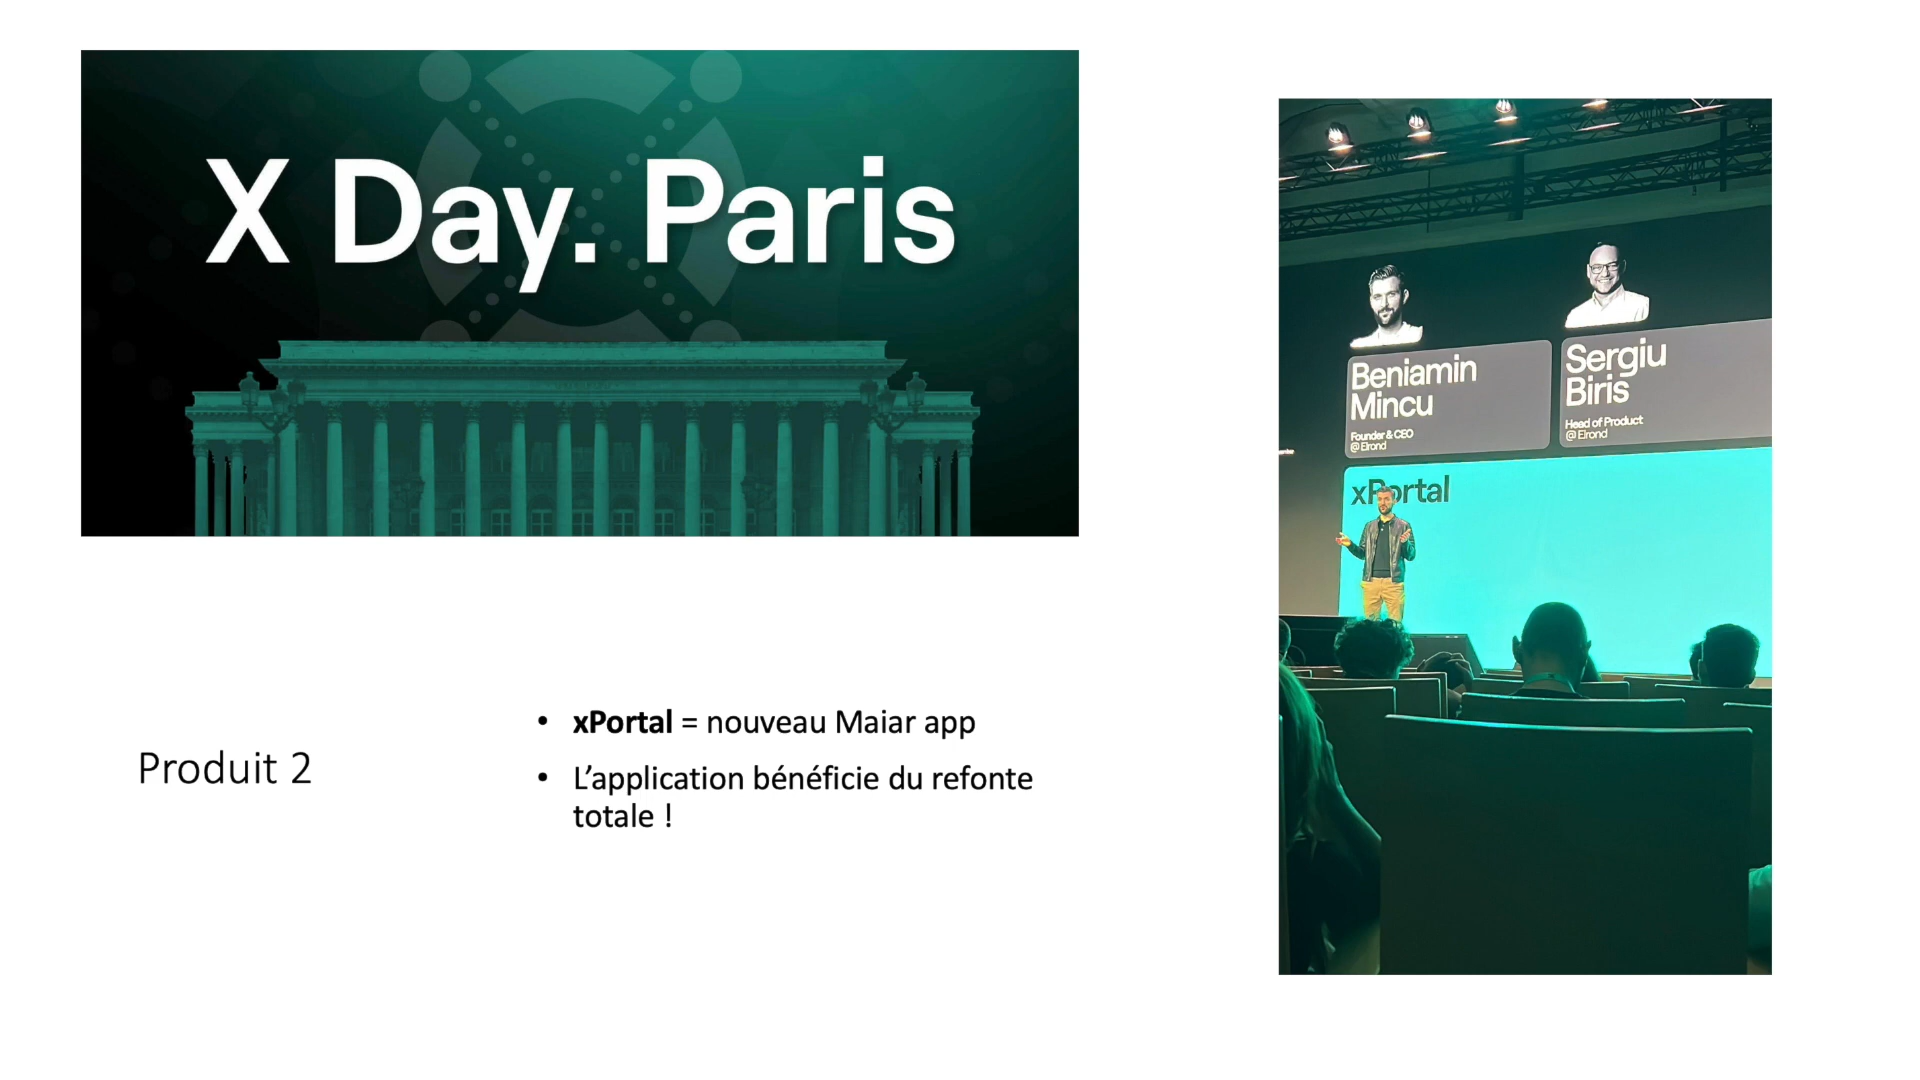 X Day. Paris
Produit 2
• xPortal = nouveau Maiar app
• L’application bénéficie du refonte
totale !
Beniamin
Mincu
Founder & CEO
@ Elrond
Sergiu
Biris
Head of Product
@ Elrond
xPortal